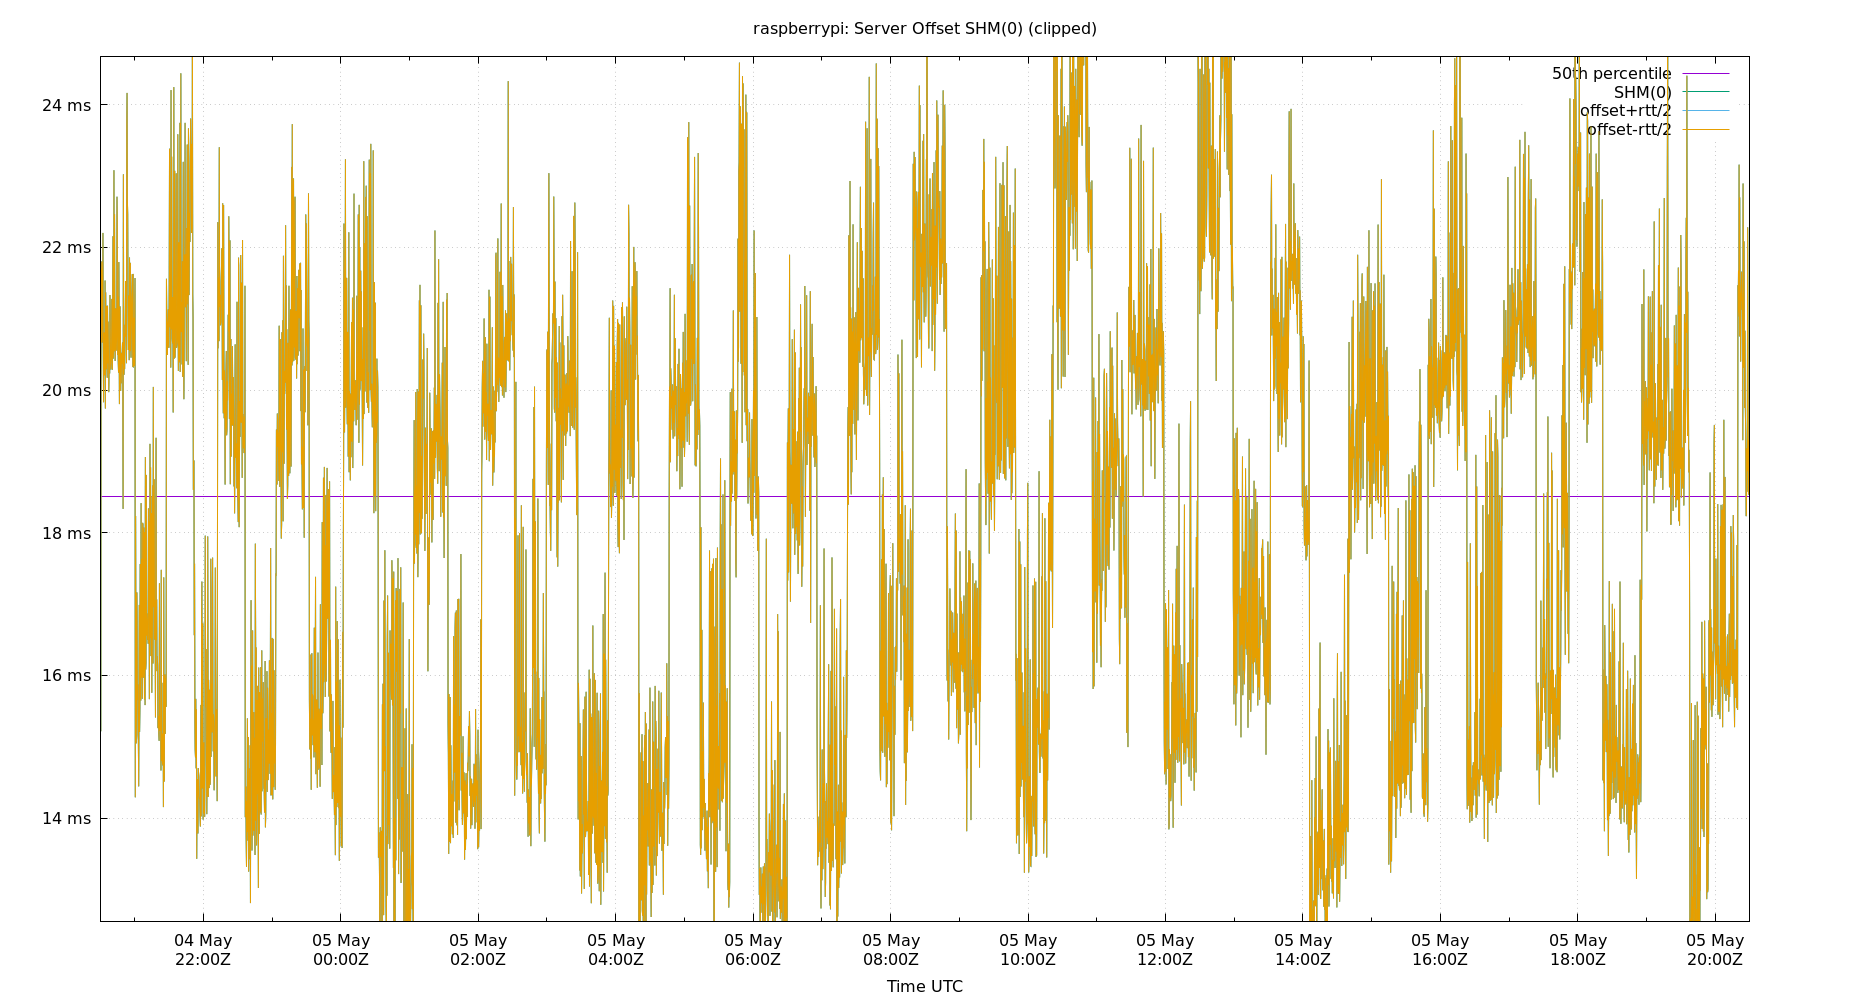 raspberrypi: Server Offset SHM(0) (clipped)
50th percentile
SHM(0)
offset+rtt/2
offset-rtt/2
24 ms
22 ms
20 ms
18 ms
16 ms
14 ms
04 May 05 May 05 May 05 May 05 May 05 May 05 May 05 May 05 May 05 May 05 May 05 May
22:00Z 00:00Z 02:00Z 04:00Z 06:00Z 08:00Z 10:00Z 12:00Z 14:00Z 16:00Z 18:00Z 20:00Z
Time UTC